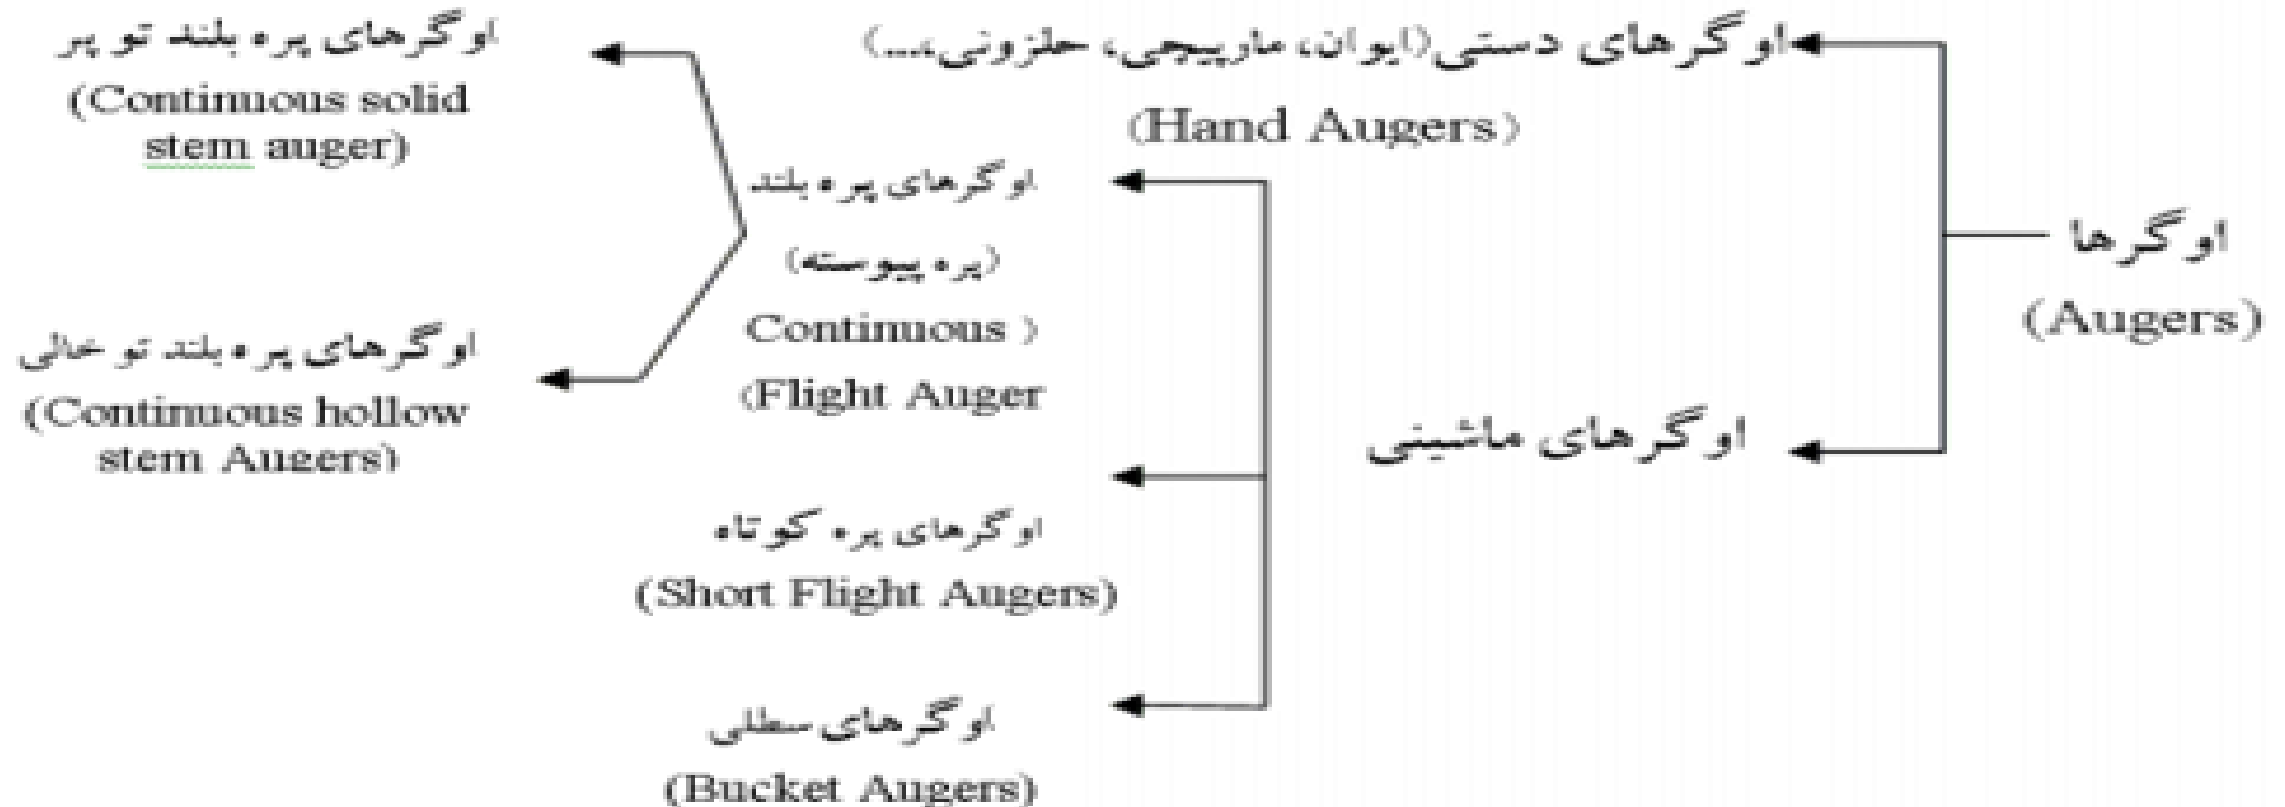 اوگرها
(Augers)
اوگرهای دستی(ایوان، مارپیچی، حلزونی،...)
(Hand Augers)
اوگرهای ماشینی
اوگرهای پره بلند
(پره پیوسته)
Continuous )
(Flight Auger
اوگرهای پره کوتاه
(Short Flight Augers)
اوگرهای سطلی
(Bucket Augers)
اوگرهای پره بلند تو پر
(Continuous solid
stem auger)
اوگرهای پره بلند تو خالی
(Continuous hollow
stem Augers)